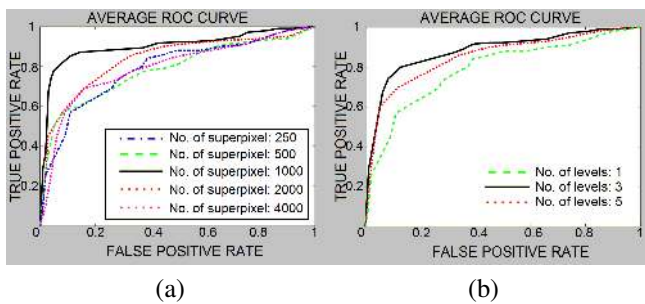 AVERAGE ROC CURVE
1
0.8
0.6
0.4
0.2
0
0.2
0.4
0.6
0.8
1
TRUE POSITIVE RATE
FALSE POSITIVE RATE
No. of superpixel: 250
No. of superpixel: 500
No. of superpixel: 1000
No. of superpixel: 2000
No. of superpixel: 4000
(a)
AVERAGE ROC CURVE
1
0.8
0.6
0.4
0.2
0
0.2
0.4
0.6
0.8
1
TRUE POSITIVE RATE
FALSE POSITIVE RATE
No. of levels: 1
No. of levels: 3
No. of levels: 5
(b)